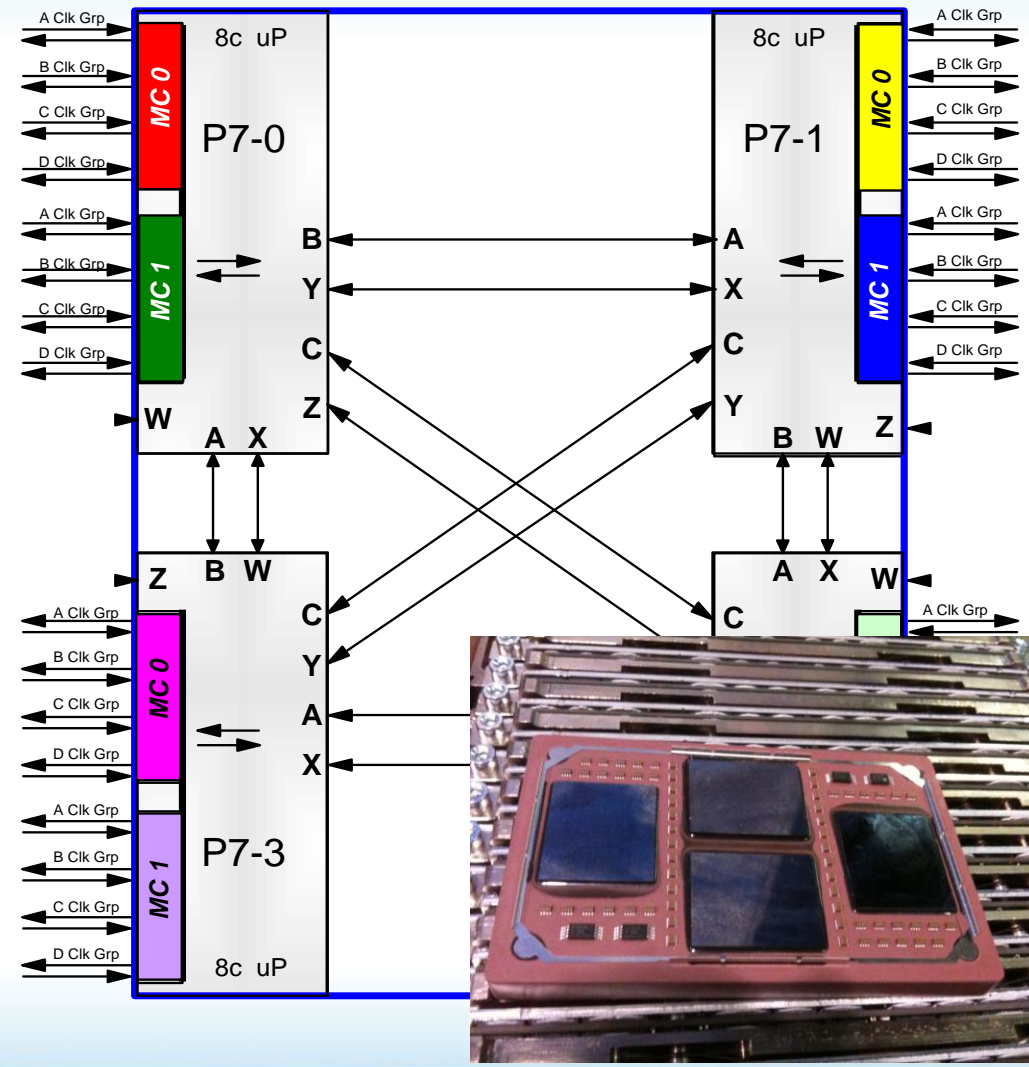 A Clk Grp
B Clk Grp
C Clk Grp
D Clk Grp
A Clk Grp
B Clk Grp
C Clk Grp
D Clk Grp
MC 0
MC 1
8c uP
P7-0
B
Y
C
Z
W
A X
8c uP
P7-1
A
X
C
Y
B W
Z
MC 0
MC 1
A Clk Grp
B Clk Grp
C Clk Grp
D Clk Grp
A Clk Grp
B Clk Grp
C Clk Grp
D Clk Grp
Z
B W
C
Y
A
X
A Clk Grp
B Clk Grp
C Clk Grp
D Clk Grp
A Clk Grp
B Clk Grp
C Clk Grp
D Clk Grp
MC 0
MC 1
P7-3
8c uP
A X
W
C
A Clk Grp